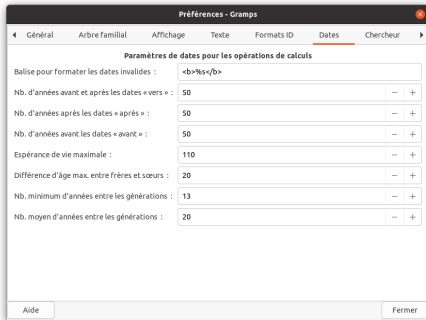 Préférences - Gramps
Général Arbre familial Affichage Texte Formats ID Dates Chercheur
Paramètres de dates pour les opérations de calculs
Balise pour formater les dates invalides : <b>%s</b>
Nb. d'années avant et après les dates « vers » : 50
Nb. d'années après les dates « après » : 50
Nb. d'années avant les dates « avant » : 50
Espérance de vie maximale : 110
Différence d'âge max. entre frères et sœurs : 20
Nb. minimum d'années entre les générations : 13
Nb. moyen d'années entre les générations : 20
Aide Fermer